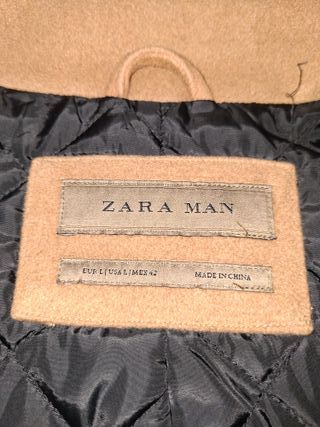 ZARA MAN
EUR L | USA L | MEX 42 MADE IN CHINA